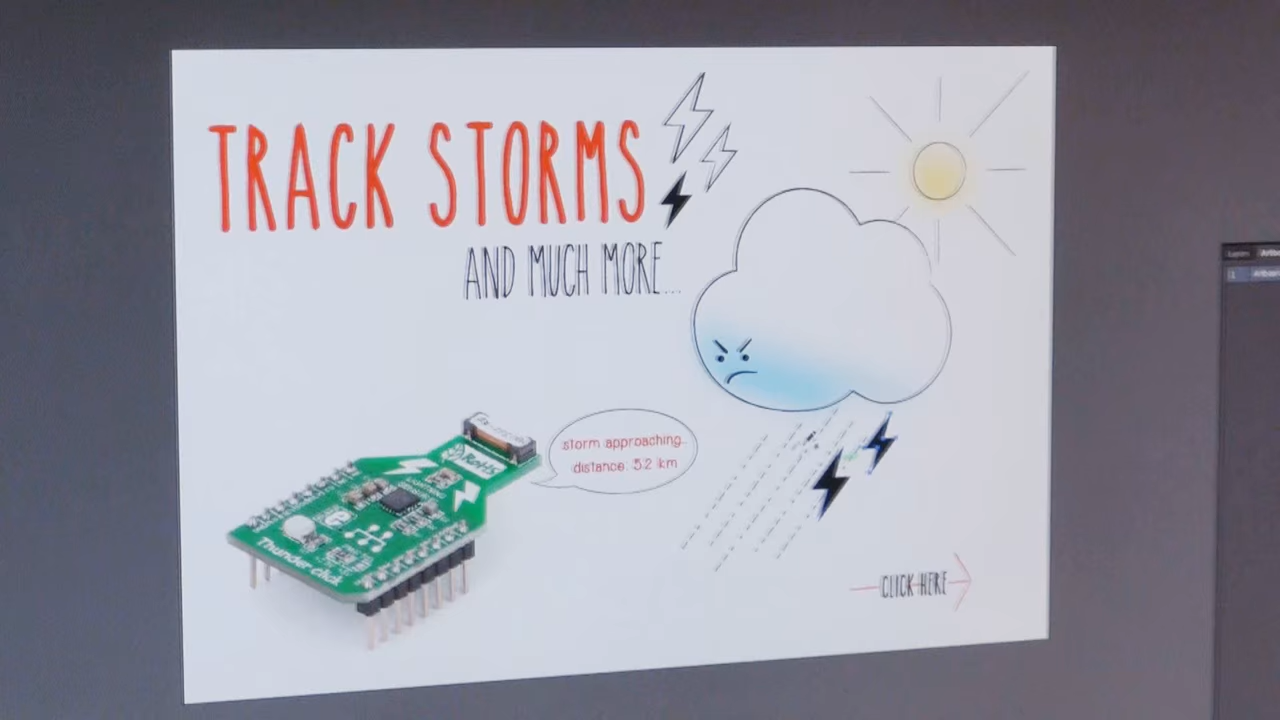 TRACK STORMS
AND MUCH MORE....
storm approaching..
distance: 5.2 km
RoHS
Thunder click
CLICK HERE